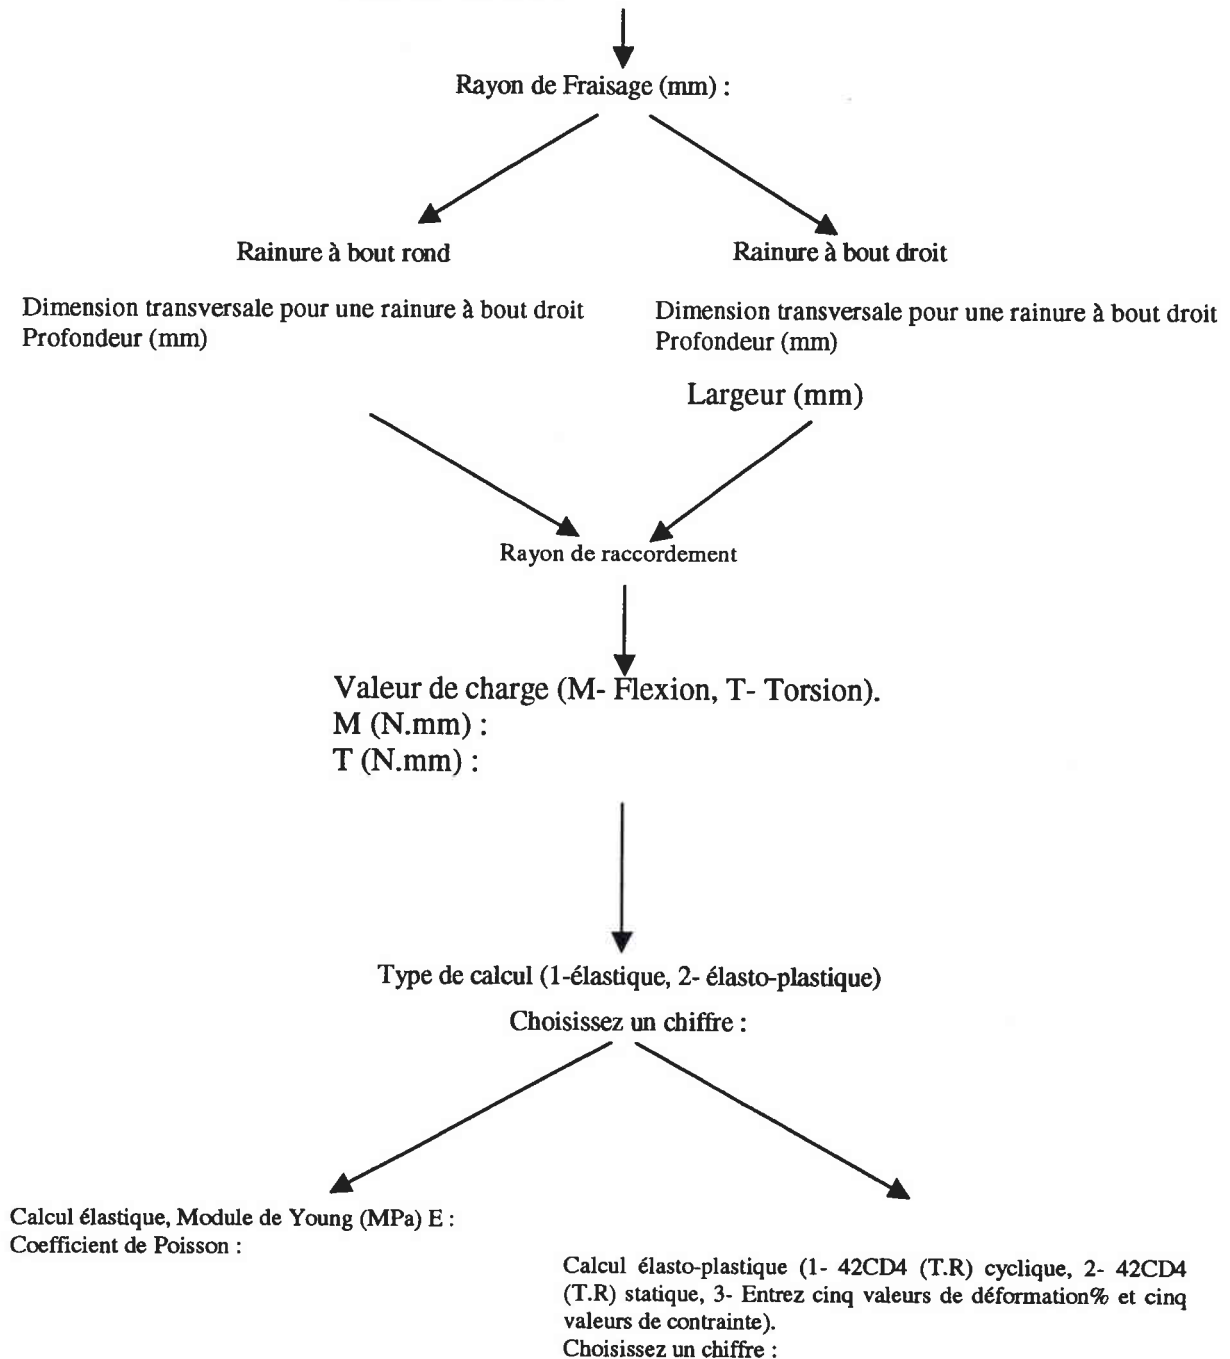 Rayon de Fraisage (mm) :
Rainure à bout rond
Dimension transversale pour une rainure à bout droit
Profondeur (mm)
Rainure à bout droit
Dimension transversale pour une rainure à bout droit
Profondeur (mm)
Largeur (mm)
Rayon de raccordement
Valeur de charge (M- Flexion, T- Torsion).
M (N.mm) :
T (N.mm) :
Type de calcul (1-élastique, 2- élasto-plastique)
Choisissez un chiffre :
Calcul élastique, Module de Young (MPa) E :
Coefficient de Poisson :
Calcul élasto-plastique (1- 42CD4 (T.R) cyclique, 2- 42CD4
(T.R) statique, 3- Entrez cinq valeurs de déformation% et cinq
valeurs de contrainte).
Choisissez un chiffre :